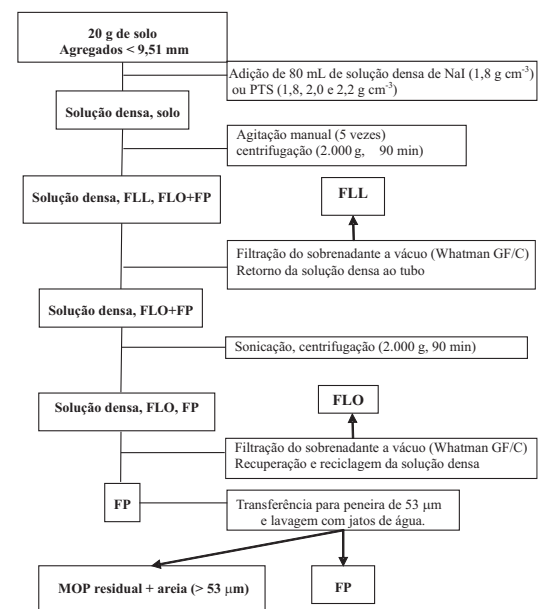 20 g de solo
Agregados < 9,51 mm
Adição de 80 mL de solução densa de NaI (1,8 g cm-3)
ou PTS (1,8, 2,0 e 2,2 g cm-3)
Solução densa, solo
Agitação manual (5 vezes)
centrifugação (2.000 g, 90 min)
Solução densa, FLL, FLO+FP
FLL
Filtração do sobrenadante a vácuo (Whatman GF/C)
Retorno da solução densa ao tubo
Solução densa, FLO+FP
Sonicação, centrifugação (2.000 g, 90 min)
Solução densa, FLO, FP
FLO
Filtração do sobrenadante a vácuo (Whatman GF/C)
Recuperação e reciclagem da solução densa
FP
Transferência para peneira de 53 µm
e lavagem com jatos de água.
MOP residual + areia (> 53 µm)
FP